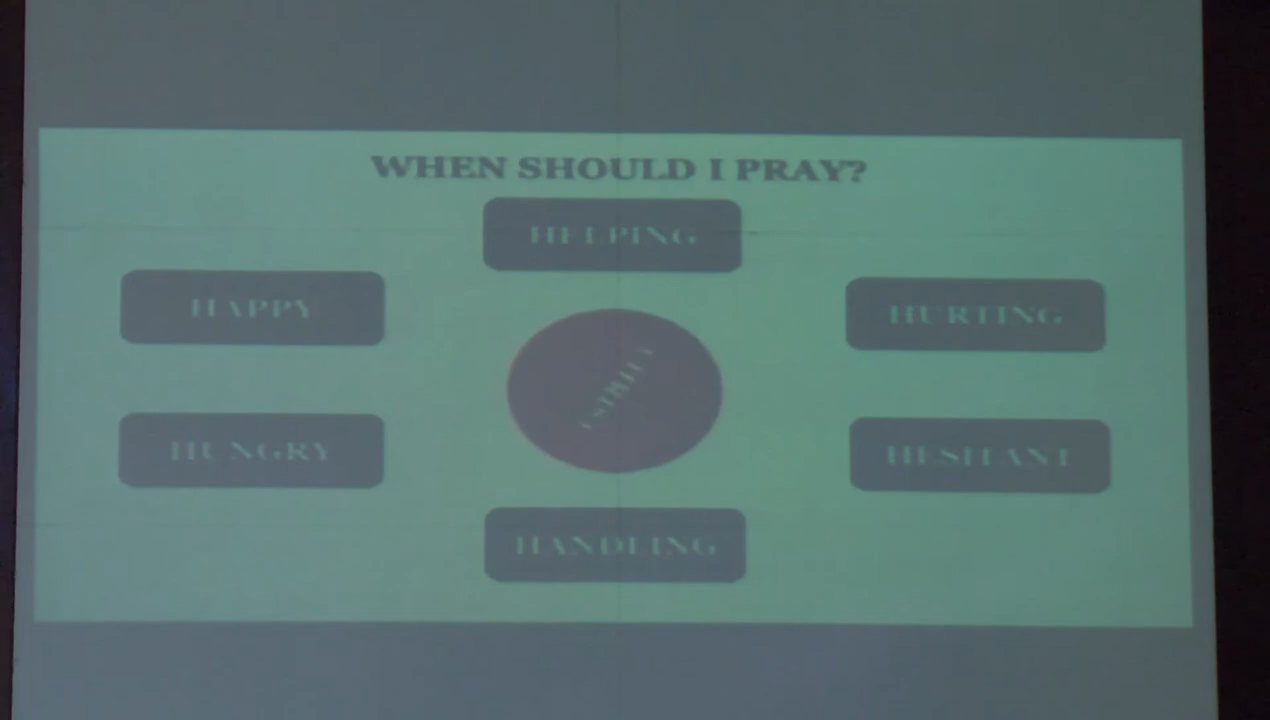 WHEN SHOULD I PRAY?
HELPING
HAPPY
HURTING
HUNGRY
HESITANT
HANDLING